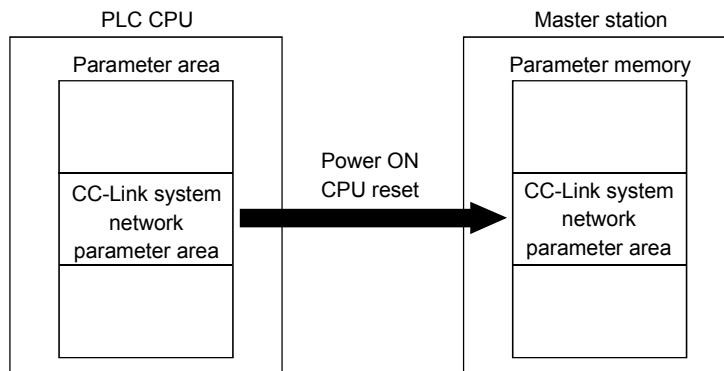 PLC CPU
Parameter area
CC-Link system
network
parameter area
Power ON
CPU reset
Master station
Parameter memory
CC-Link system
network
parameter area